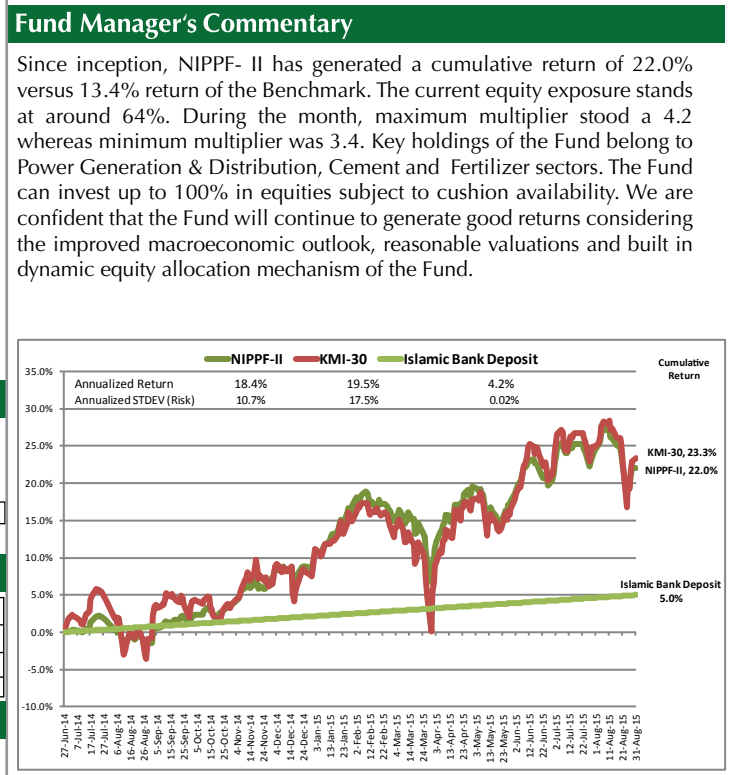 Fund Manager's Commentary
Since inception, NIPPF- II has generated a cumulative return of 22.0%
versus 13.4% return of the Benchmark. The current equity exposure stands
at around 64%. During the month, maximum multiplier stood a 4.2
whereas minimum multiplier was 3.4. Key holdings of the Fund belong to
Power Generation & Distribution, Cement and Fertilizer sectors. The Fund
can invest up to 100% in equities subject to cushion availability. We are
confident that the Fund will continue to generate good returns considering
the improved macroeconomic outlook, reasonable valuations and built in
dynamic equity allocation mechanism of the Fund.
NIPPF-II KMI-30 Islamic Bank Deposit
Cumulative
Return
35.0%
Annualized Return 18.4% 19.5% 4.2%
Annualized STDEV (Risk) 10.7% 17.5% 0.02%
30.0%
25.0%
KMI-30, 23.3%
NIPPF-II, 22.0%
20.0%
15.0%
10.0%
Islamic Bank Deposit
5.0%
5.0%
0.0%
-5.0%
-10.0%
27-Jun-14
7-Jul-14
17-Jul-14
27-Jul-14
6-Aug-14
16-Aug-14
26-Aug-14
5-Sep-14
15-Sep-14
25-Sep-14
5-Oct-14
15-Oct-14
25-Oct-14
4-Nov-14
14-Nov-14
24-Nov-14
4-Dec-14
14-Dec-14
24-Dec-14
3-Jan-15
13-Jan-15
23-Jan-15
2-Feb-15
12-Feb-15
22-Feb-15
4-Mar-15
14-Mar-15
24-Mar-15
3-Apr-15
13-Apr-15
23-Apr-15
3-May-15
13-May-15
23-May-15
2-Jun-15
12-Jun-15
22-Jun-15
2-Jul-15
12-Jul-15
22-Jul-15
1-Aug-15
11-Aug-15
21-Aug-15
31-Aug-15